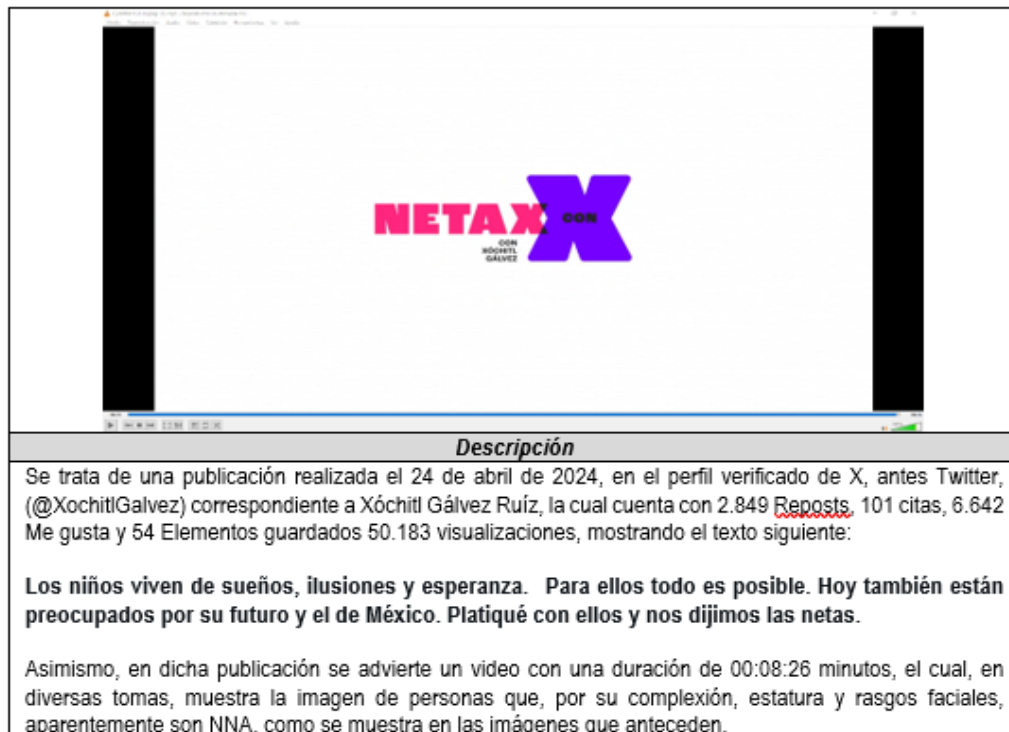 NETA X
CON
CON
XÓCHITL
GÁLVEZ
Descripción
Se trata de una publicación realizada el 24 de abril de 2024, en el perfil verificado de X, antes Twitter,
(@XochitlGalvez) correspondiente a Xóchitl Gálvez Ruíz, la cual cuenta con 2.849 Reposts, 101 citas, 6.642
Me gusta y 54 Elementos guardados 50.183 visualizaciones, mostrando el texto siguiente:
Los niños viven de sueños, ilusiones y esperanza. Para ellos todo es posible. Hoy también están
preocupados por su futuro y el de México. Platiqué con ellos y nos dijimos las netas.
Asimismo, en dicha publicación se advierte un video con una duración de 00:08:26 minutos, el cual, en
diversas tomas, muestra la imagen de personas que, por su complexión, estatura y rasgos faciales,
aparentemente son NNA, como se muestra en las imágenes que anteceden.